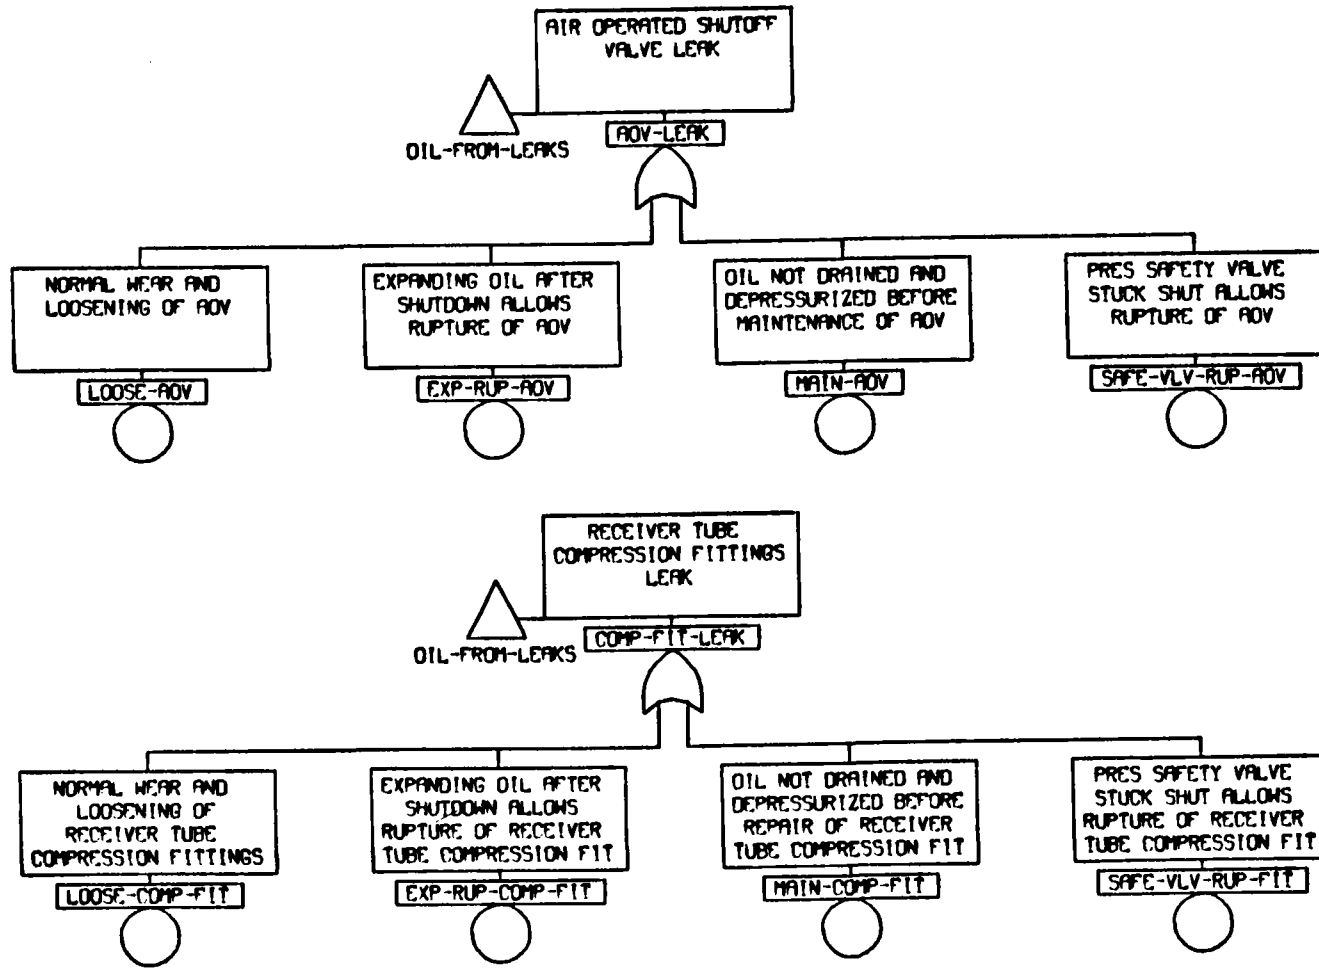 AIR OPERATED SHUTOFF
VALVE LEAK
OIL-FROM-LEAKS
AOV-LEAK
NORMAL WEAR AND
LOOSENING OF AOV
LOOSE-AOV
EXPANDING OIL AFTER
SHUTDOWN ALLOWS
RUPTURE OF AOV
EXP-RUP-AOV
OIL NOT DRAINED AND
DEPRESSURIZED BEFORE
MAINTENANCE OF AOV
MAIN-AOV
PRES SAFETY VALVE
STUCK SHUT ALLOWS
RUPTURE OF AOV
SAFE-VLV-RUP-AOV
RECEIVER TUBE
COMPRESSION FITTINGS
LEAK
OIL-FROM-LEAKS
COMP-FIT-LEAK
NORMAL WEAR AND
LOOSENING OF
RECEIVER TUBE
COMPRESSION FITTINGS
LOOSE-COMP-FIT
EXPANDING OIL AFTER
SHUTDOWN ALLOWS
RUPTURE OF RECEIVER
TUBE COMPRESSION FIT
EXP-RUP-COMP-FIT
OIL NOT DRAINED AND
DEPRESSURIZED BEFORE
REPAIR OF RECEIVER
TUBE COMPRESSION FIT
MAIN-COMP-FIT
PRES SAFETY VALVE
STUCK SHUT ALLOWS
RUPTURE OF RECEIVER
TUBE COMPRESSION FIT
SAFE-VLV-RUP-FIT